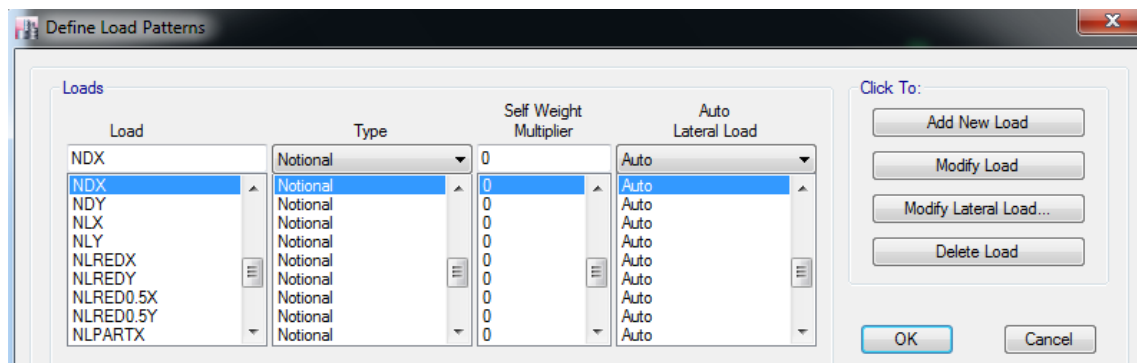 Define Load Patterns
Loads
Click To:
Load Type Self Weight Multiplier Auto Lateral Load
NDX Notional 0 Auto
NDX Notional 0 Auto
NDY Notional 0 Auto
NLX Notional 0 Auto
NLY Notional 0 Auto
NLREDX Notional 0 Auto
NLREDY Notional 0 Auto
NLRED0.5X Notional 0 Auto
NLRED0.5Y Notional 0 Auto
NLPARTX Notional 0 Auto
Add New Load
Modify Load
Modify Lateral Load...
Delete Load
OK Cancel